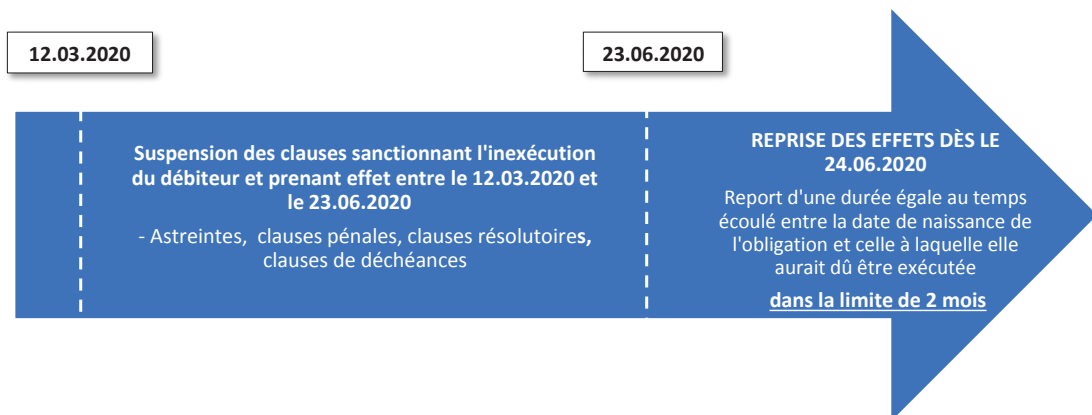 12.03.2020
23.06.2020
Suspension des clauses sanctionnant l'inexécution
du débiteur et prenant effet entre le 12.03.2020 et
le 23.06.2020
- Astreintes, clauses pénales, clauses résolutoires,
clauses de déchéances
REPRISE DES EFFETS DÈS LE
24.06.2020
Report d'une durée égale au temps
écoulé entre la date de naissance de
l'obligation et celle à laquelle elle
aurait dû être exécutée
dans la limite de 2 mois